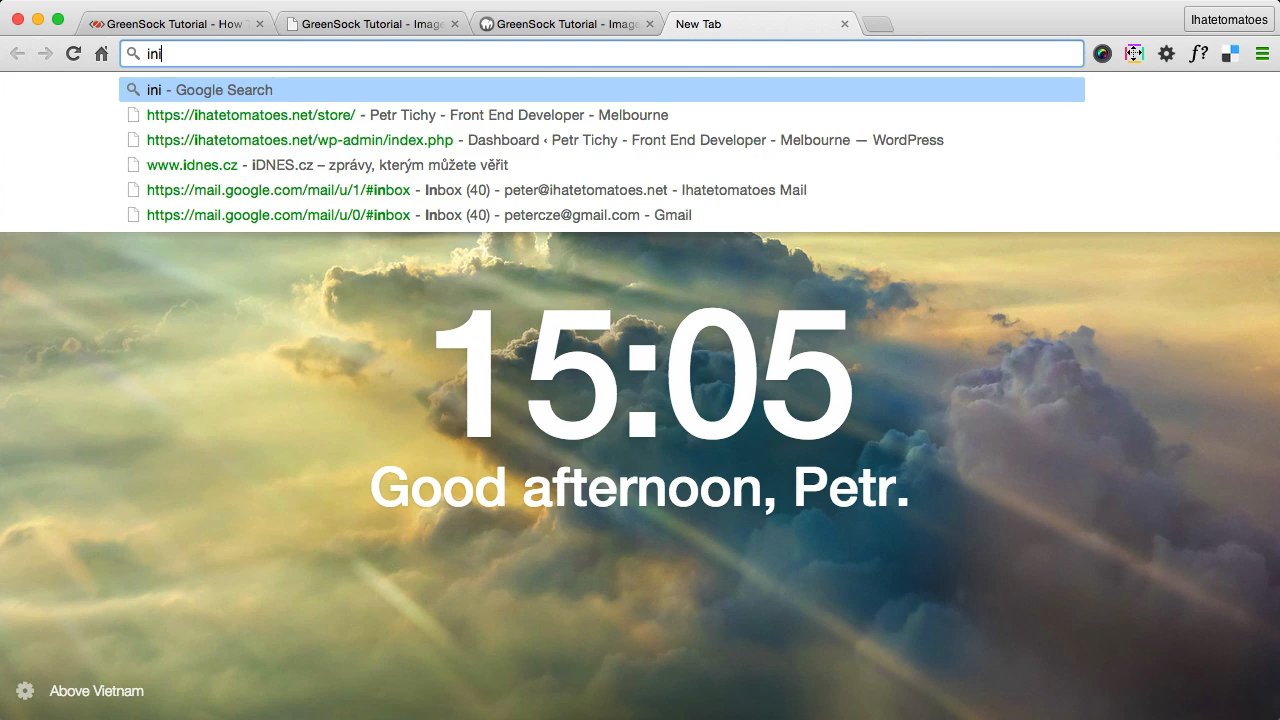 GreenSock Tutorial - How
GreenSock Tutorial - Image
GreenSock Tutorial - Image
New Tab
Ihatetomatoes
ini
f?
ini - Google Search
https://ihatetomatoes.net/store/ - Petr Tichy - Front End Developer - Melbourne
https://ihatetomatoes.net/wp-admin/index.php - Dashboard ‹ Petr Tichy - Front End Developer - Melbourne — WordPress
www.idnes.cz - iDNES.cz – zprávy, kterým můžete věřit
https://mail.google.com/mail/u/1/#inbox - Inbox (40) - peter@ihatetomatoes.net - Ihatetomatoes Mail
https://mail.google.com/mail/u/0/#inbox - Inbox (40) - petercze@gmail.com - Gmail
15:05
Good afternoon, Petr.
Above Vietnam